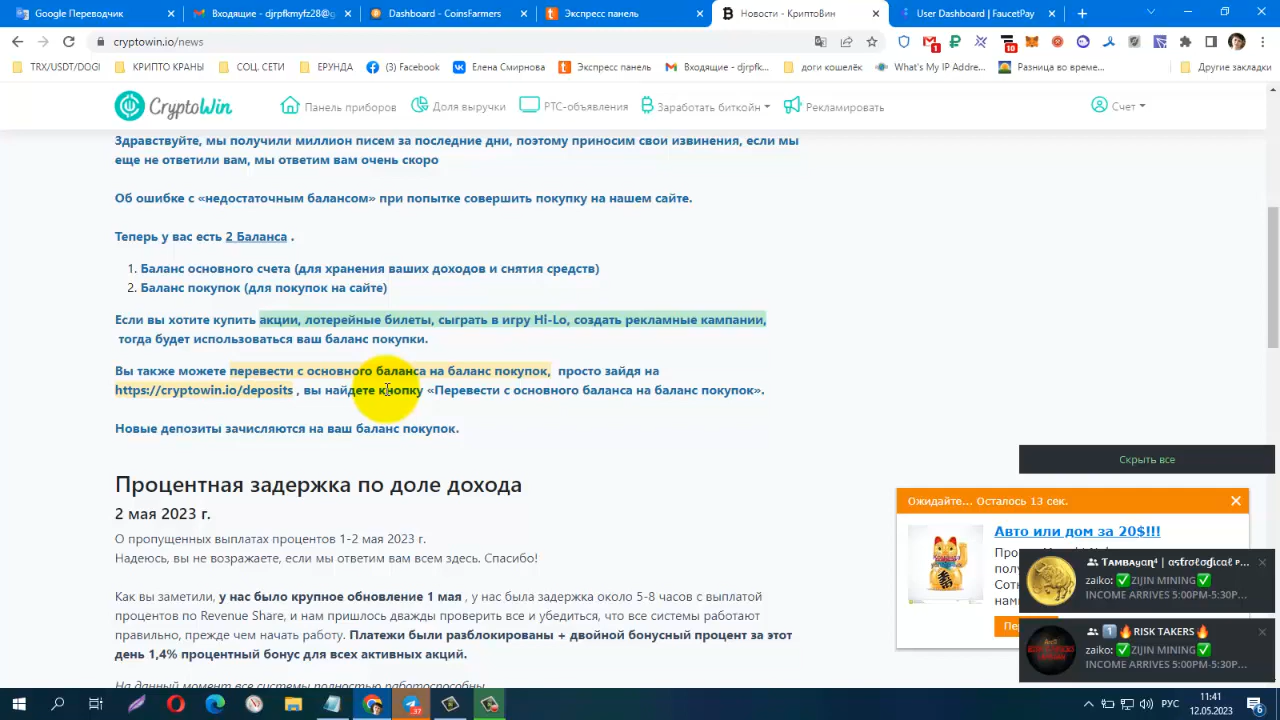 Google Переводчик
Входящие - djrpfkmyfz28@g
Dashboard - CoinsFarmers
Экспресс панель
Новости - КриптоВин
User Dashboard | FaucetPay
cryptowin.io/news
TRX/USDT/DOGI
КРИПТО КРАНЫ
СОЦ. СЕТИ
ЕРУНДА
(3) Facebook
Елена Смирнова
Экспресс панель
Входящие - djrpfk...
доги кошелёк
What's My IP Addre...
Разница во време...
Другие закладки
CryptoWin
Панель приборов
Доля выручки
PTC-объявления
Заработать биткойн
Рекламировать
Счет
Здравствуйте, мы получили миллион писем за последние дни, поэтому приносим свои извинения, если мы
еще не ответили вам, мы ответим вам очень скоро
Об ошибке с «недостаточным балансом» при попытке совершить покупку на нашем сайте.
Теперь у вас есть 2 Баланса .
1. Баланс основного счета (для хранения ваших доходов и снятия средств)
2. Баланс покупок (для покупок на сайте)
Если вы хотите купить акции, лотерейные билеты, сыграть в игру Hi-Lo, создать рекламные кампании,
тогда будет использоваться ваш баланс покупки.
Вы также можете перевести с основного баланса на баланс покупок, просто зайдя на
https://cryptowin.io/deposits , вы найдете кнопку «Перевести с основного баланса на баланс покупок».
Новые депозиты зачисляются на ваш баланс покупок.
Процентная задержка по доле дохода
2 мая 2023 г.
О пропущенных выплатах процентов 1-2 мая 2023 г.
Надеюсь, вы не возражаете, если мы ответим вам всем здесь. Спасибо!
Как вы заметили, у нас было крупное обновление 1 мая , у нас была задержка около 5-8 часов с выплатой
процентов по Revenue Share, и нам пришлось дважды проверить все и убедиться, что все системы работают
правильно, прежде чем начать работу. Платежи были разблокированы + двойной бонусный процент за этот
день 1,4% процентный бонус для всех активных акций.
На данный момент все системы полностью работоспособны
Скрыть все
Ожидайте... Осталось 13 сек.
Авто или дом за 20$!!!
TAMBAYAN⁴ | αѕtrσlσgícαl ᴘ...
zaiko: ✅ZIJIN MINING✅
INCOME ARRIVES 5:00PM-5:30P...
1 🔥RISK TAKERS🔥
zaiko: ✅ZIJIN MINING✅
INCOME ARRIVES 5:00PM-5:30P...
РУС
11:41
12.05.2023